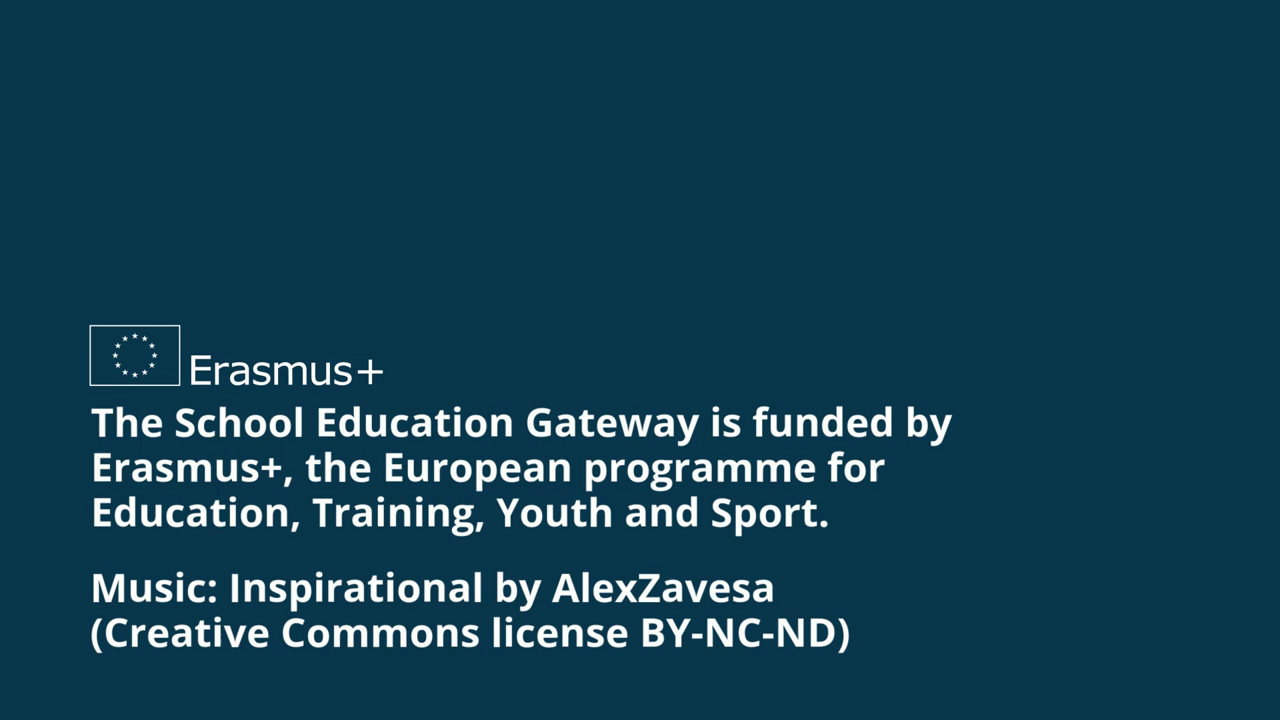 Erasmus+
The School Education Gateway is funded by
Erasmus+, the European programme for
Education, Training, Youth and Sport.
Music: Inspirational by AlexZavesa
(Creative Commons license BY-NC-ND)